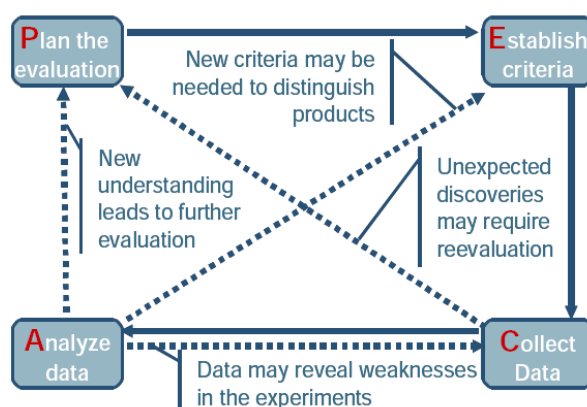 Plan the
evaluation
New criteria may be
needed to distinguish
products
Establish
criteria
New
understanding
leads to further
evaluation
Unexpected
discoveries
may require
reevaluation
Analyze
data
Data may reveal weaknesses
in the experiments
Collect
Data